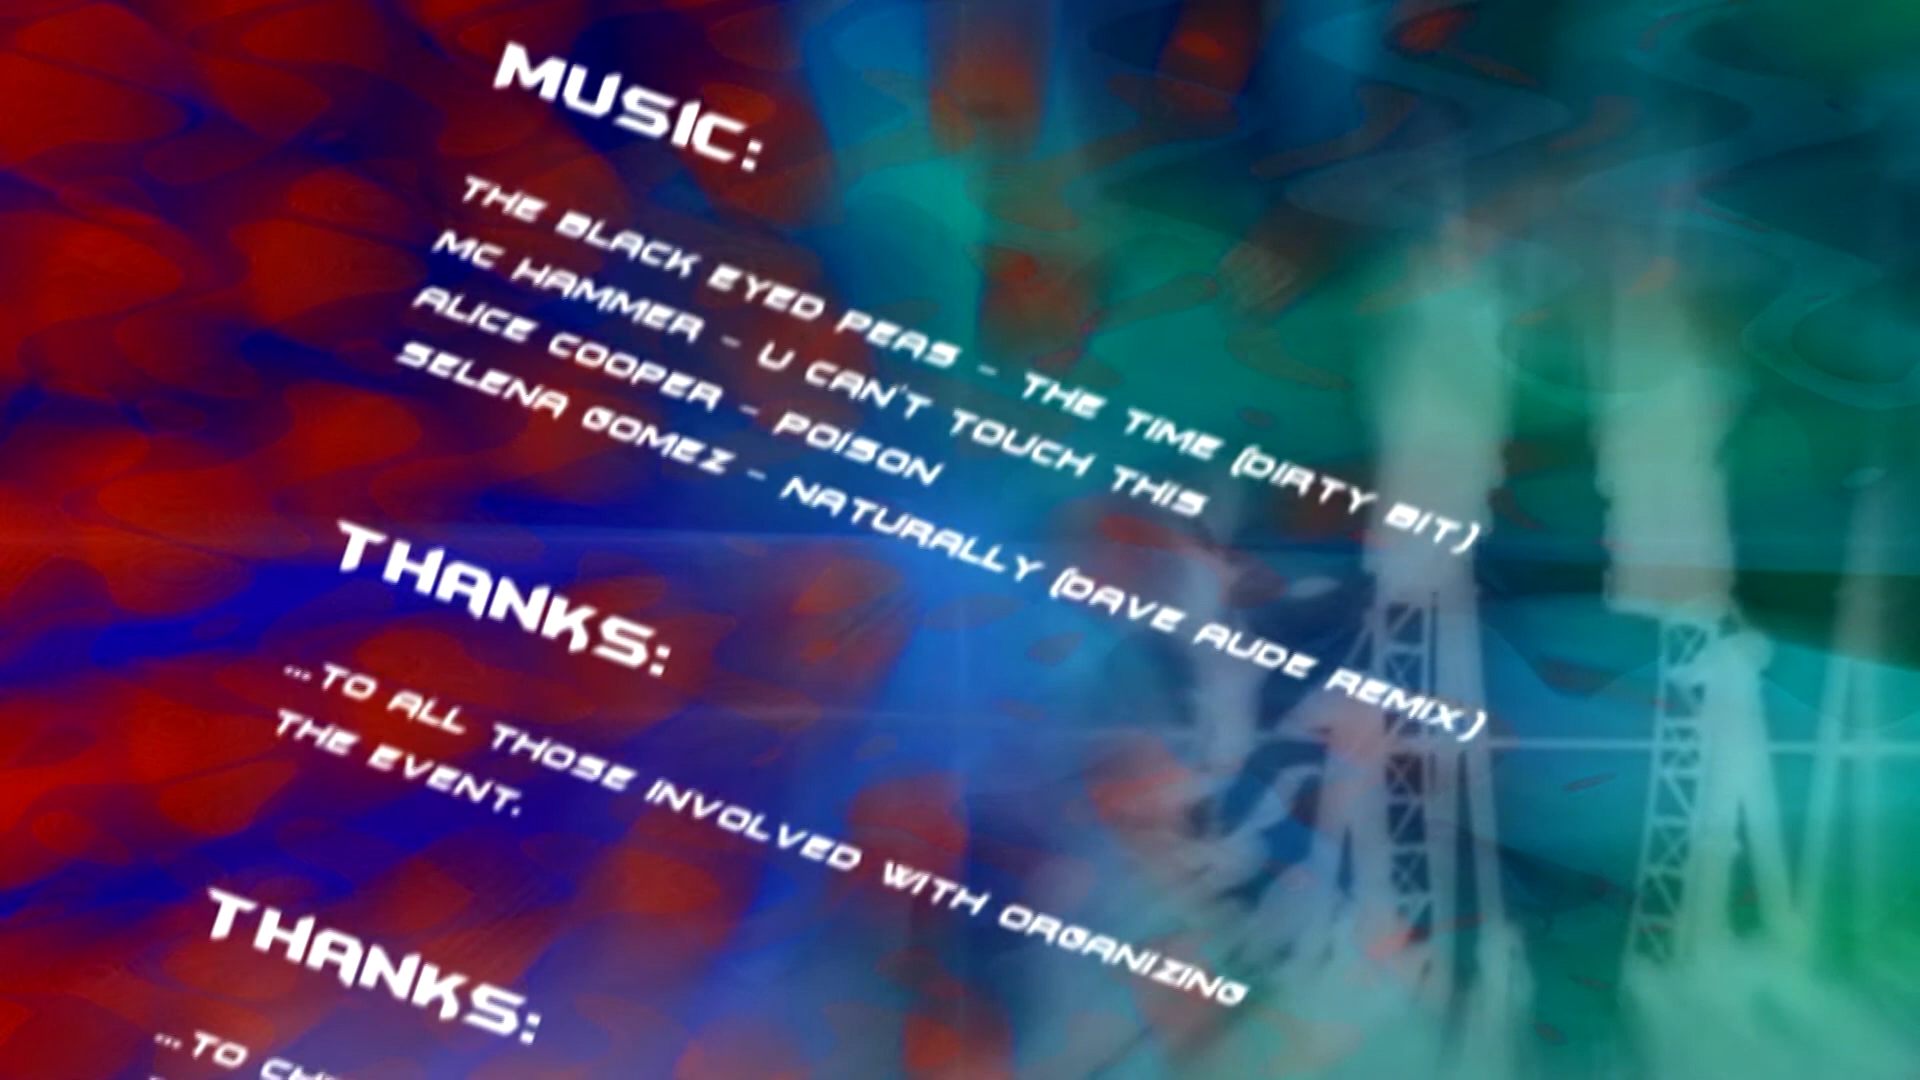 MUSIC:
THE BLACK EYED PEAS - THE TIME (DIRTY BIT)
MC HAMMER - U CAN'T TOUCH THIS
ALICE COOPER - POISON
SELENA GOMEZ - NATURALLY (DAVE AUDE REMIX)
THANKS:
... TO ALL THOSE INVOLVED WITH ORGANIZING
THE EVENT.
THANKS:
... TO